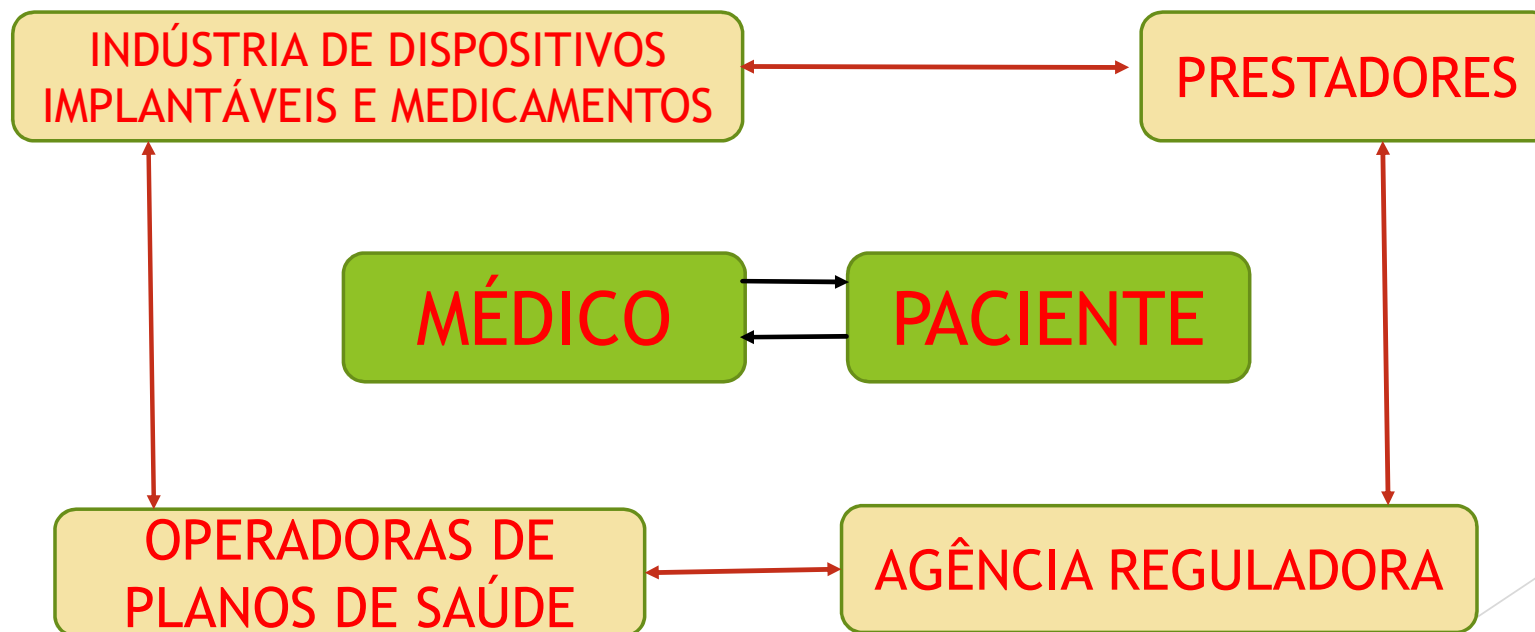 INDÚSTRIA DE DISPOSITIVOS
IMPLANTÁVEIS E MEDICAMENTOS
PRESTADORES
MÉDICO
PACIENTE
OPERADORAS DE
PLANOS DE SAÚDE
AGÊNCIA REGULADORA